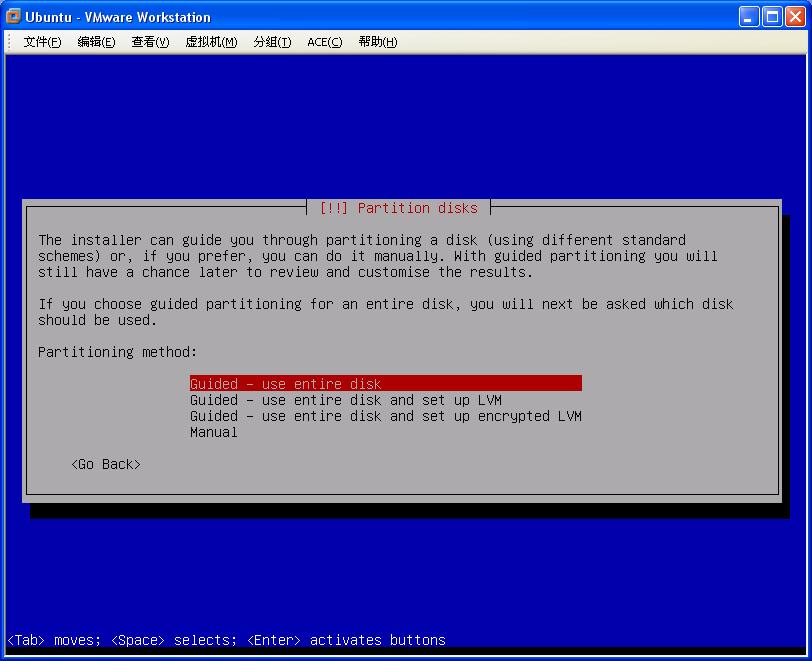 Ubuntu - VMware Workstation
文件(F) 编辑(E) 查看(V) 虚拟机(M) 分组(T) ACE(C) 帮助(H)
[!!] Partition disks
The installer can guide you through partitioning a disk (using different standard
schemes) or, if you prefer, you can do it manually. With guided partitioning you will
still have a chance later to review and customise the results.
If you choose guided partitioning for an entire disk, you will next be asked which disk
should be used.
Partitioning method:
Guided - use entire disk
Guided - use entire disk and set up LVM
Guided - use entire disk and set up encrypted LVM
Manual
<Go Back>
<Tab> moves; <Space> selects; <Enter> activates buttons